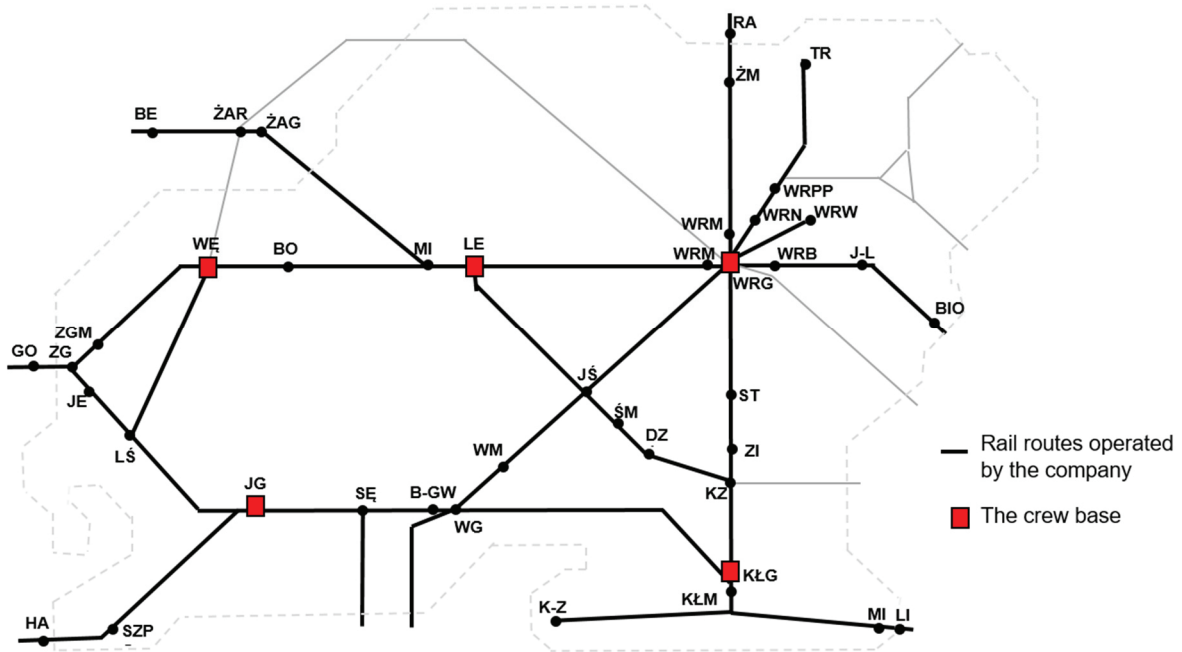 RA
TR
ŻM
BE
ŻAR
ŻAG
WRPP
WRN
WRW
WRM
WĘ
BO
MI
LE
WRM
WRB
J-L
WRG
BIO
ZGM
GO
ZG
JE
JŚ
ST
ŚM
DZ
LŚ
WM
ZI
KZ
JG
SĘ
B-GW
WG
KŁG
KŁM
K-Z
MI
LI
HA
SZP
Rail routes operated
by the company
The crew base